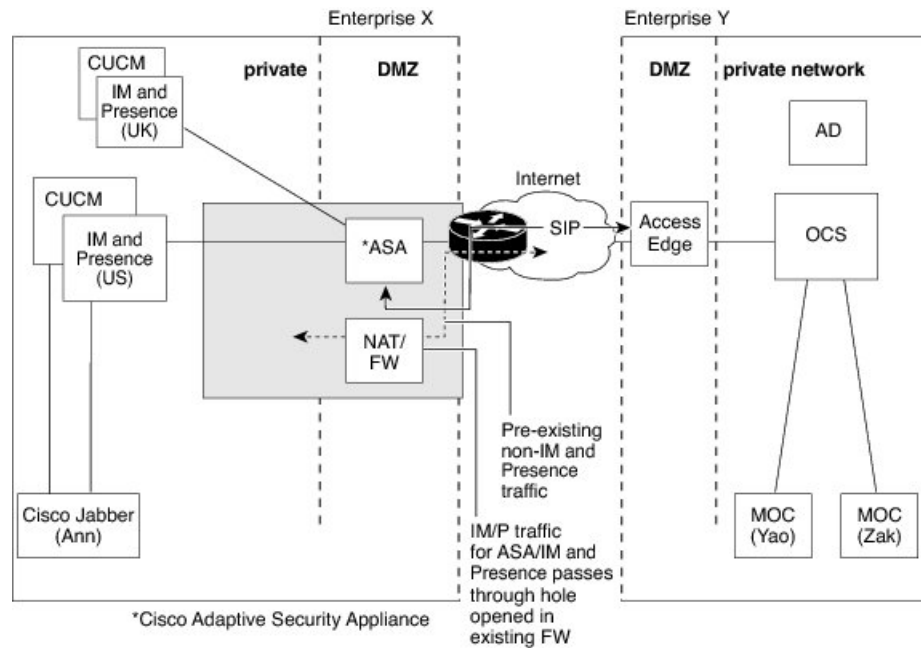 Enterprise X
Enterprise Y
private
DMZ
DMZ
private network
CUCM
IM and
Presence
(UK)
AD
CUCM
IM and
Presence
(US)
*ASA
Internet
SIP
Access
Edge
OCS
NAT/
FW
Pre-existing
non-IM and
Presence
traffic
Cisco Jabber
(Ann)
IM/P traffic
for ASA/IM and
Presence passes
through hole
opened in
existing FW
MOC
(Yao)
MOC
(Zak)
*Cisco Adaptive Security Appliance